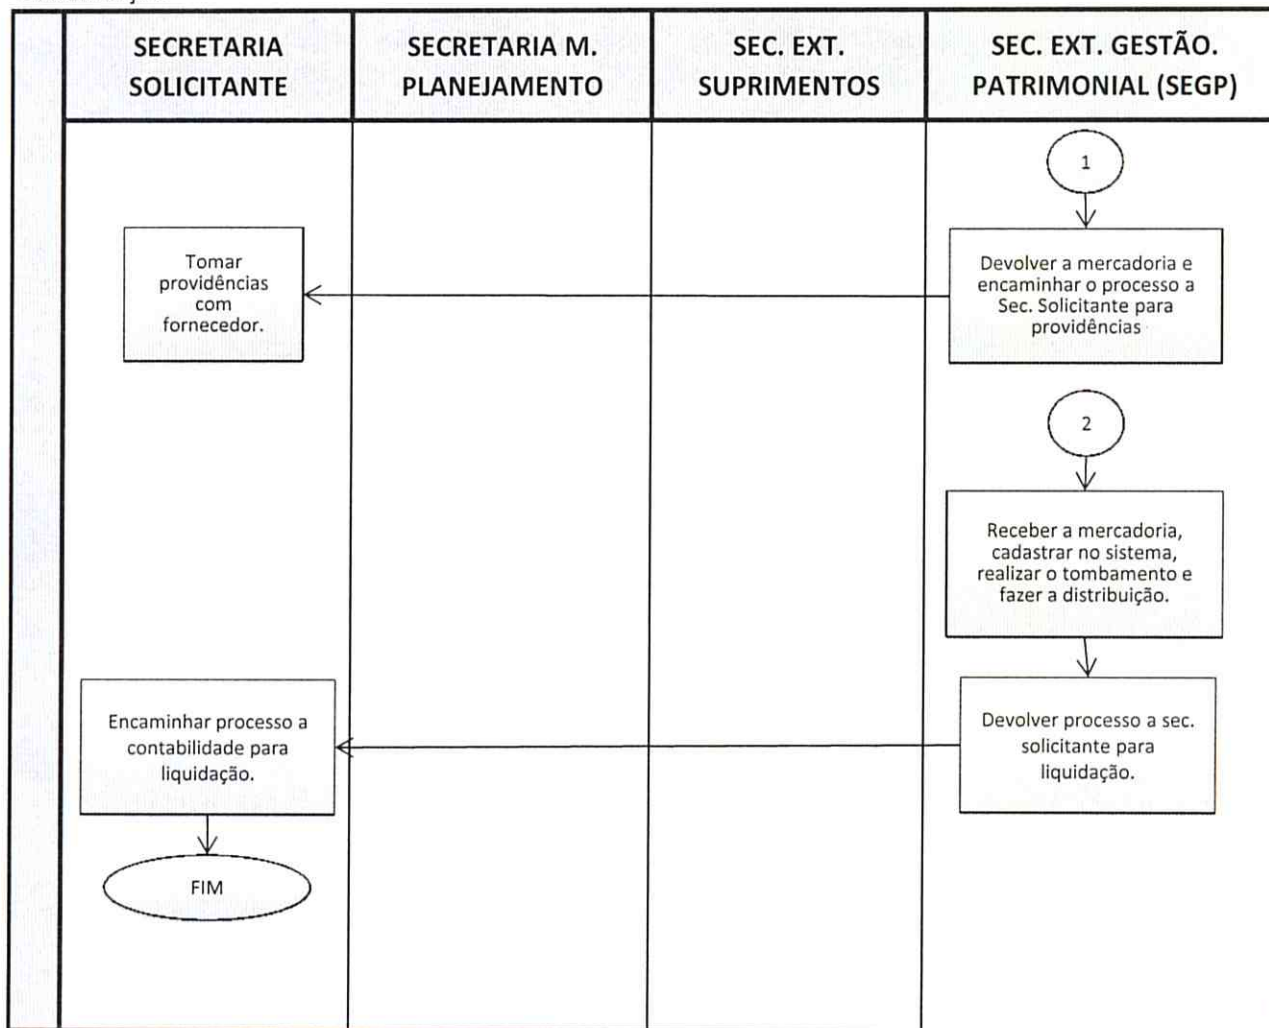 SECRETARIA
SOLICITANTE
SECRETARIA M.
PLANEJAMENTO
SEC. EXT.
SUPRIMENTOS
SEC. EXT. GESTÃO.
PATRIMONIAL (SEGP)
1
Tomar
providências
com
fornecedor.
Devolver a mercadoria e
encaminhar o processo a
Sec. Solicitante para
providências
2
Receber a mercadoria,
cadastrar no sistema,
realizar o tombamento e
fazer a distribuição.
Encaminhar processo a
contabilidade para
liquidação.
Devolver processo a sec.
solicitante para
liquidação.
FIM